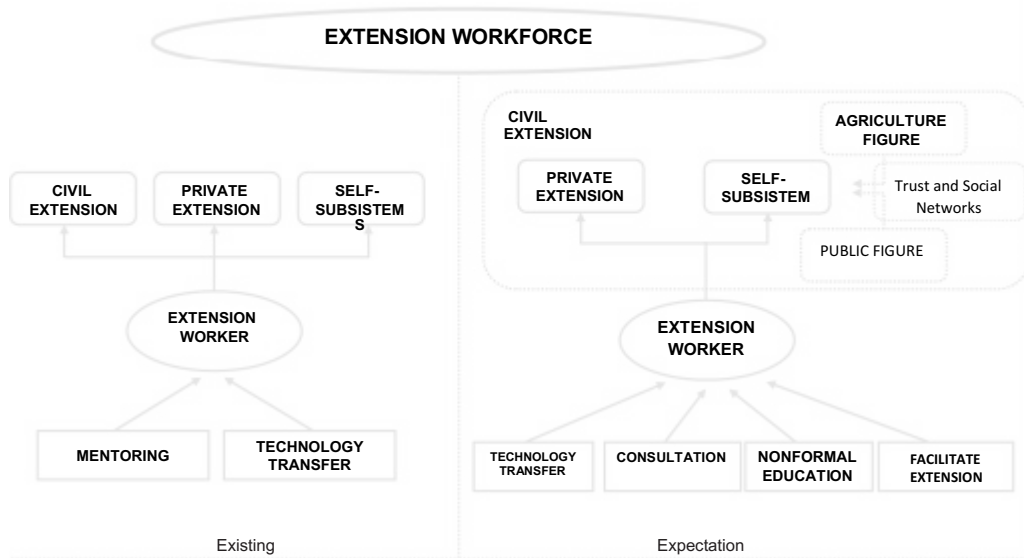 EXTENSION WORKFORCE
CIVIL
EXTENSION
PRIVATE
EXTENSION
SELF-
SUBSISTEM
S
EXTENSION
WORKER
MENTORING
TECHNOLOGY
TRANSFER
Existing
CIVIL
EXTENSION
AGRICULTURE
FIGURE
PRIVATE
EXTENSION
SELF-
SUBSISTEM
Trust and Social
Networks
PUBLIC FIGURE
EXTENSION
WORKER
TECHNOLOGY
TRANSFER
CONSULTATION
NONFORMAL
EDUCATION
FACILITATE
EXTENSION
Expectation